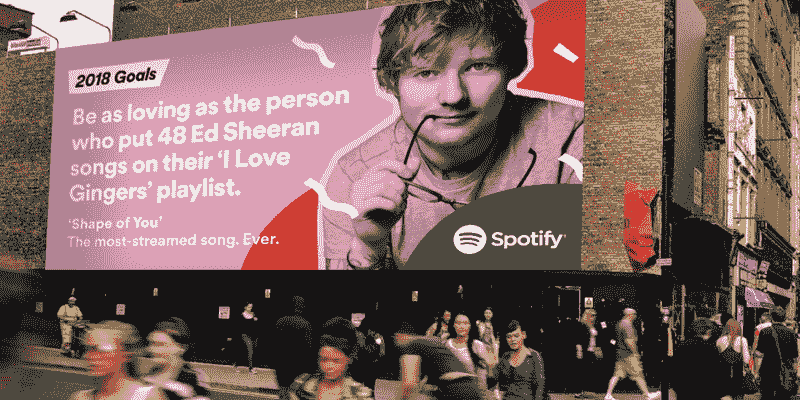 2018 Goals
Be as loving as the person
who put 48 Ed Sheeran
songs on their 'I Love
Gingers' playlist.
'Shape of You'
The most-streamed song. Ever.
Spotify